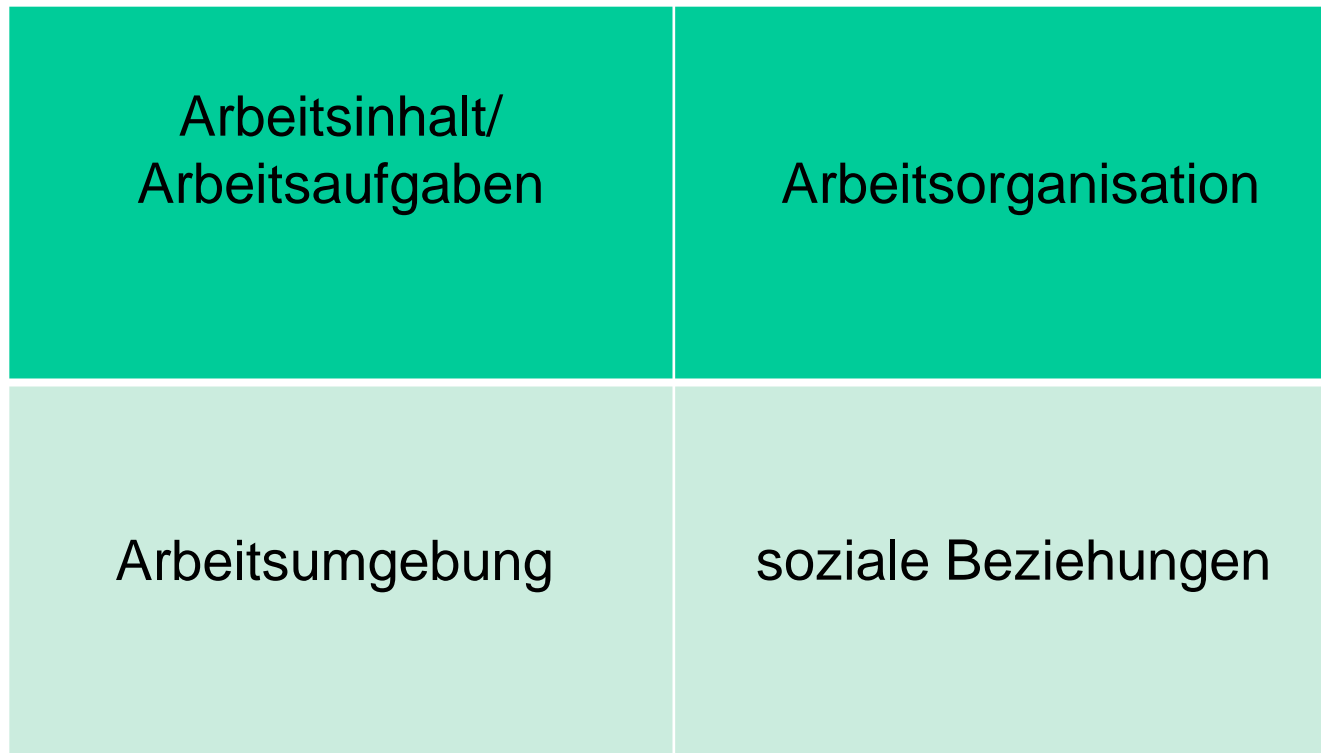 Arbeitsinhalt/
Arbeitsaufgaben
Arbeitsorganisation
Arbeitsumgebung
soziale Beziehungen